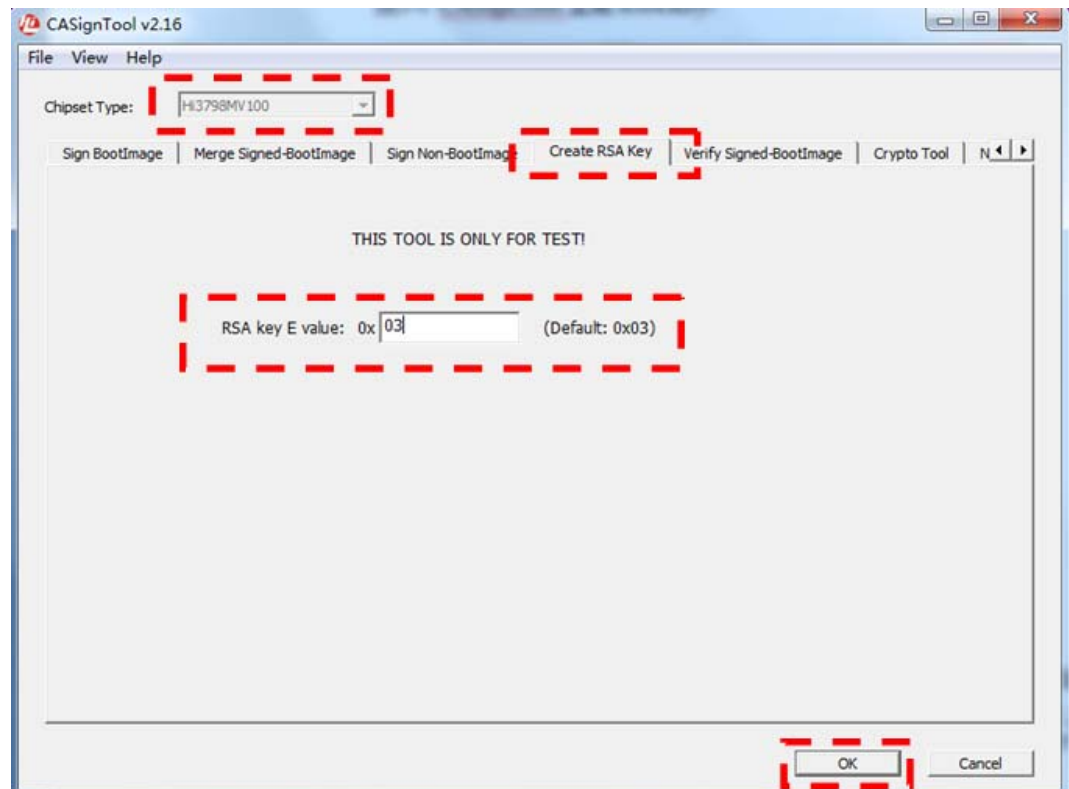 CASignTool v2.16
File View Help
Chipset Type: Hi3798MV100
Sign BootImage Merge Signed-BootImage Sign Non-BootImage Create RSA Key Verify Signed-BootImage Crypto Tool N
THIS TOOL IS ONLY FOR TEST!
RSA key E value: 0x 03 (Default: 0x03)
OK Cancel